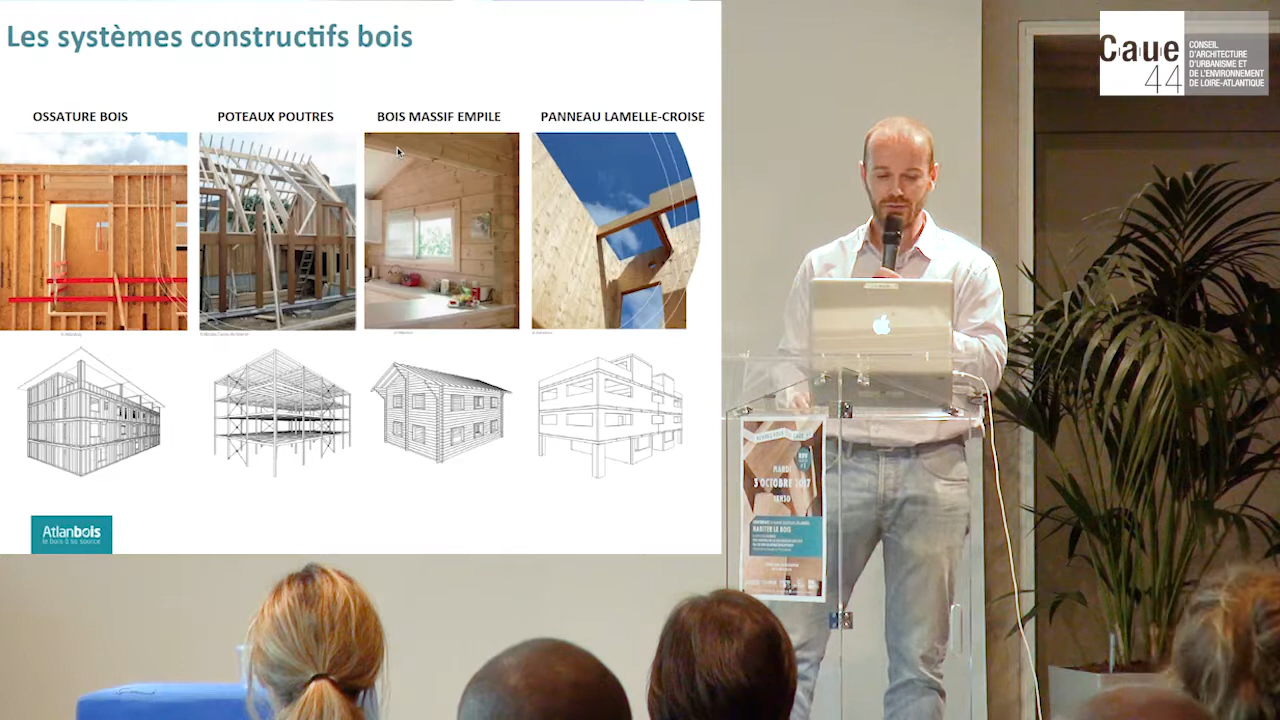 Les systèmes constructifs bois
OSSATURE BOIS
POTEAUX POUTRES
BOIS MASSIF EMPILE
PANNEAU LAMELLE-CROISE
Atlanbois
le bois à sa source
Caue
44
CONSEIL
D'ARCHITECTURE
D'URBANISME ET
DE L'ENVIRONNEMENT
DE LOIRE-ATLANTIQUE
MARDI
3 OCTOBRE 2017
18H30
HABITER LE BOIS